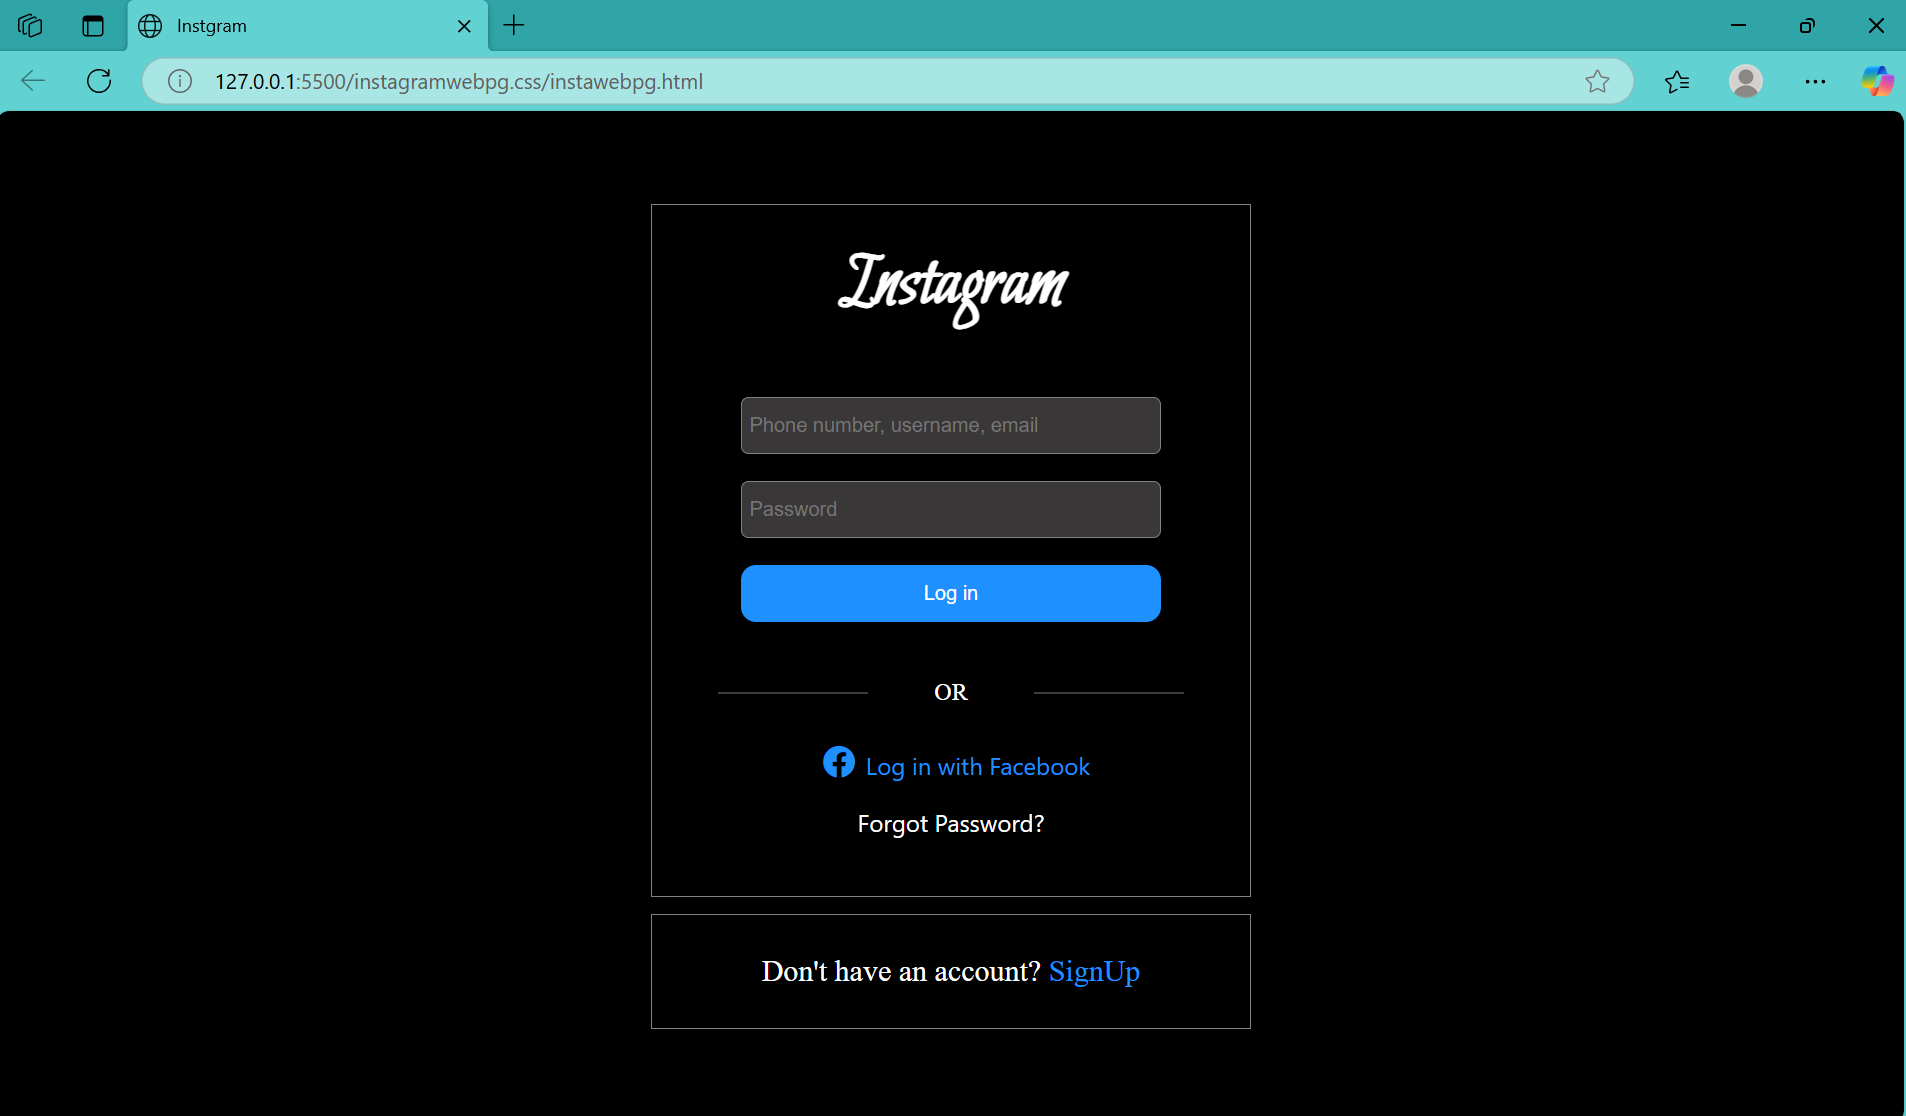 Instgram
127.0.0.1:5500/instagramwebpg.css/instawebpg.html
Instagram
Phone number, username, email
Password
Log in
OR
Log in with Facebook
Forgot Password?
Don't have an account? SignUp